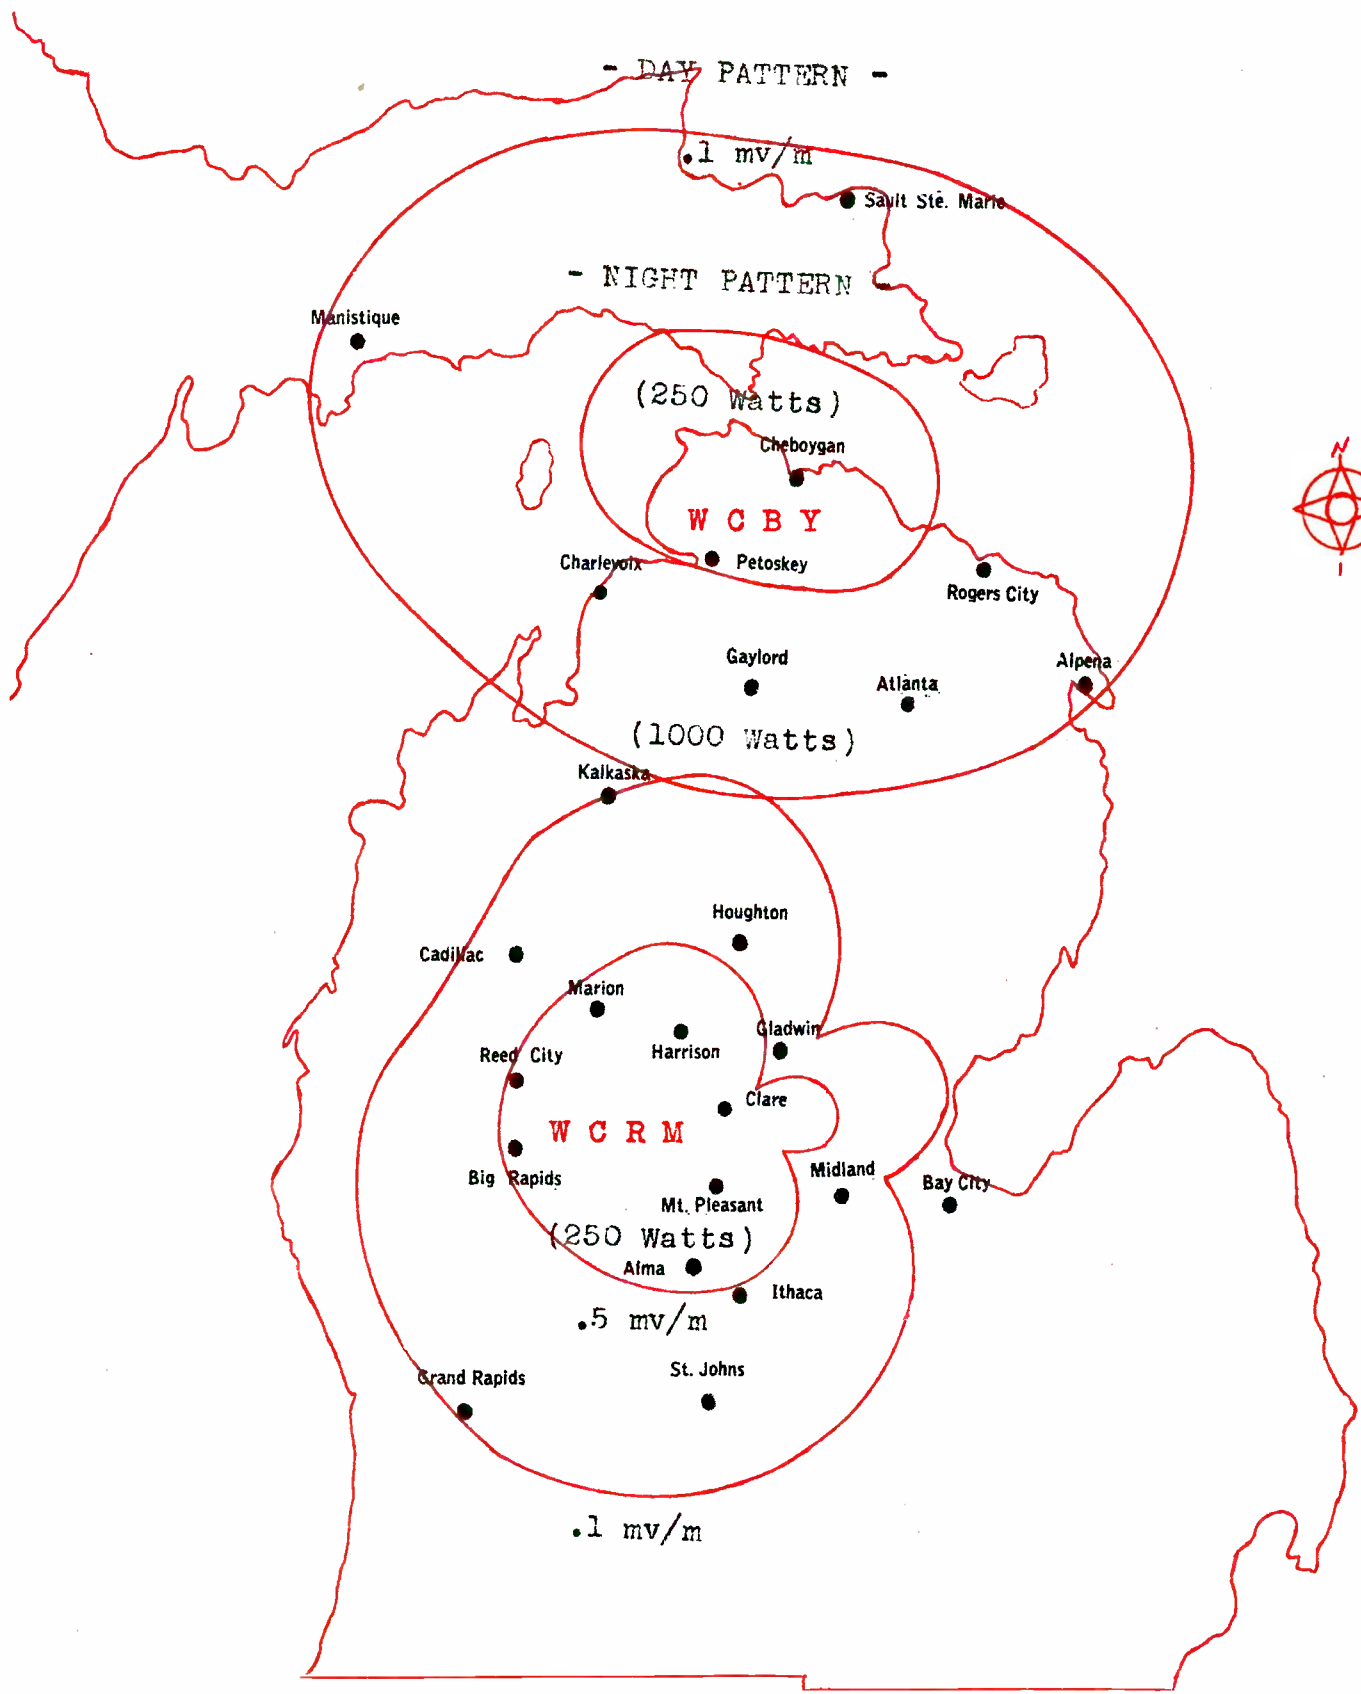 - DAY PATTERN -
.1 mv/m
Sault Ste. Marie
- NIGHT PATTERN -
Manistique
(250 Watts)
Cheboygan
N
W C B Y
Charlevoix
Petoskey
Rogers City
Gaylord
Alpena
Atlanta
(1000 Watts)
Kalkaska
Houghton
Cadillac
Marion
Gladwin
Harrison
Reed City
Clare
W C R M
Midland
Big Rapids
Bay City
Mt. Pleasant
(250 Watts)
Alma
Ithaca
.5 mv/m
St. Johns
Grand Rapids
.1 mv/m